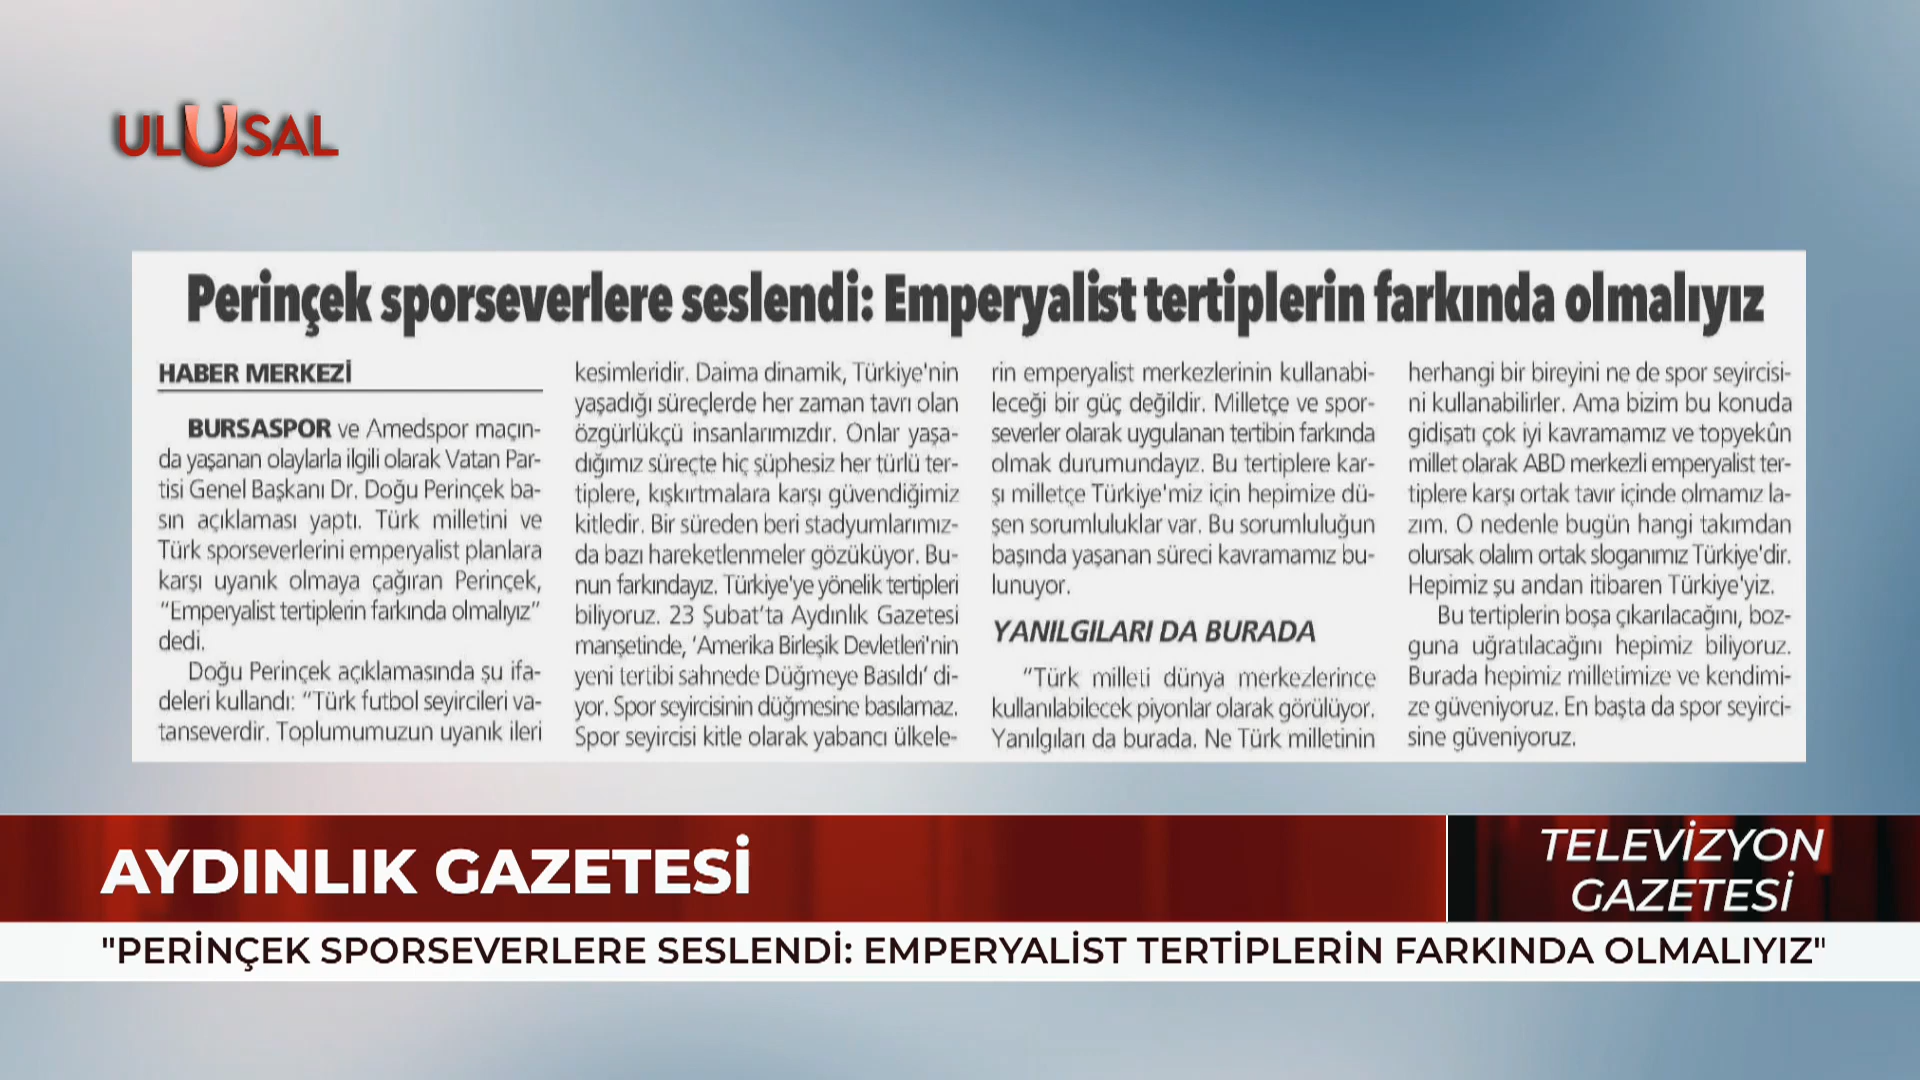 ULUSAL
Perinçek sporseverlere seslendi: Emperyalist tertiplerin farkında olmalıyız
HABER MERKEZİ
BURSASPOR ve Amedspor maçın-
da yaşanan olaylarla ilgili olarak Vatan Par-
tisi Genel Başkanı Dr. Doğu Perinçek ba-
sın açıklaması yaptı. Türk milletini ve
Türk sporseverlerini emperyalist planlara
karşı uyanık olmaya çağıran Perinçek,
“Emperyalist tertiplerin farkında olmalıyız”
dedi.
Doğu Perinçek açıklamasında şu ifa-
deleri kullandı: “Türk futbol seyircileri va-
tanseverdir. Toplumumuzun uyanık ileri
kesimleridir. Daima dinamik, Türkiye'nin
yaşadığı süreçlerde her zaman tavrı olan
özgürlükçü insanlarımızdır. Onlar yaşa-
dığımız süreçte hiç şüphesiz her türlü ter-
tiplere, kışkırtmalara karşı güvendiğimiz
kitledir. Bir süreden beri stadyumlarımız-
da bazı hareketlenmeler gözüküyor. Bu-
nun farkındayız. Türkiye'ye yönelik tertipleri
biliyoruz. 23 Şubat’ta Aydınlık Gazetesi
manşetinde, ‘Amerika Birleşik Devletleri'nin
yeni tertibi sahnede Düğmeye Basıldı’ di-
yor. Spor seyircisinin düğmesine basılamaz.
Spor seyircisi kitle olarak yabancı ülkele-
rin emperyalist merkezlerinin kullanabi-
leceği bir güç değildir. Milletçe ve spor-
severler olarak uygulanan tertibin farkında
olmak durumundayız. Bu tertiplere kar-
şı milletçe Türkiye'miz için hepimize dü-
şen sorumluluklar var. Bu sorumluluğun
başında yaşanan süreci kavramamız bu-
lunuyor.
YANILGILARI DA BURADA
“Türk milleti dünya merkezlerince
kullanılabilecek piyonlar olarak görülüyor.
Yanılgıları da burada. Ne Türk milletinin
herhangi bir bireyini ne de spor seyircisi-
ni kullanabilirler. Ama bizim bu konuda
gidişatı çok iyi kavramamız ve topyekûn
millet olarak ABD merkezli emperyalist ter-
tiplere karşı ortak tavır içinde olmamız la-
zım. O nedenle bugün hangi takımdan
olursak olalım ortak sloganımız Türkiye'dir.
Hepimiz şu andan itibaren Türkiye'yiz.
Bu tertiplerin boşa çıkarılacağını, boz-
guna uğratılacağını hepimiz biliyoruz.
Burada hepimiz milletimize ve kendimi-
ze güveniyoruz. En başta da spor seyirci-
sine güveniyoruz.
AYDINLIK GAZETESİ
TELEVİZYON
GAZETESİ
"PERİNÇEK SPORSEVERLERE SESLENDİ: EMPERYALİST TERTİPLERİN FARKINDA OLMALIYIZ"